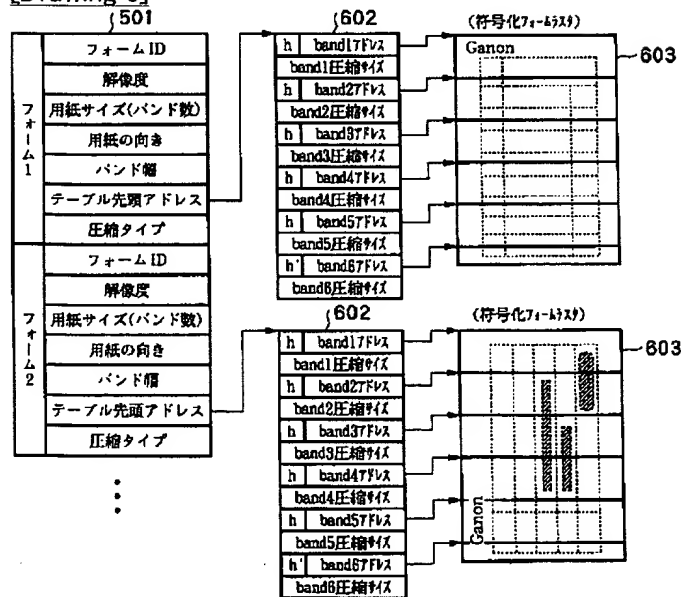 [Drawing 6]
501
フォーム1
フォームID
解像度
用紙サイズ(バンド数)
用紙の向き
バンド幅
テーブル先頭アドレス
圧縮タイプ
フォーム2
フォームID
解像度
用紙サイズ(バンド数)
用紙の向き
バンド幅
テーブル先頭アドレス
圧縮タイプ
602
h band1アドレス
band1圧縮サイズ
h band2アドレス
band2圧縮サイズ
h band3アドレス
band3圧縮サイズ
h band4アドレス
band4圧縮サイズ
h band5アドレス
band5圧縮サイズ
h' band6アドレス
band6圧縮サイズ
(符号化フォームラスタ)
603
Ganon
602
h band1アドレス
band1圧縮サイズ
h band2アドレス
band2圧縮サイズ
h band3アドレス
band3圧縮サイズ
h band4アドレス
band4圧縮サイズ
h band5アドレス
band5圧縮サイズ
h' band6アドレス
band6圧縮サイズ
(符号化フォームラスタ)
603
Ganon